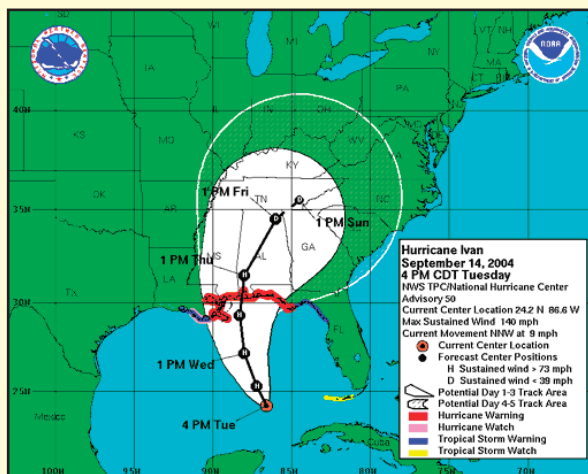 NOAA
WI
MI
NY
VT
NH
IA
PA
MD
CT
40N
IL
OH
WV
VA
KS
MO
KY
1 PM Fri
TN
NC
OK
AR
35N
1 PM Sun
GA
1 PM Thu
MS
AL
TX
LA
30N
FL
1 PM Wed
25N
Mexico
4 PM Tue
Cuba
95W
90W
85W
80W
75W
70W
Hurricane Ivan
September 14, 2004
4 PM CDT Tuesday
NWS TPC/National Hurricane Center
Advisory 50
Current Center Location 24.2 N 86.6 W
Max Sustained Wind 140 mph
Current Movement NNW at 9 mph
Current Center Location
Forecast Center Positions
H Sustained wind > 73 mph
D Sustained wind < 39 mph
Potential Day 1-3 Track Area
Potential Day 4-5 Track Area
Hurricane Warning
Hurricane Watch
Tropical Storm Warning
Tropical Storm Watch